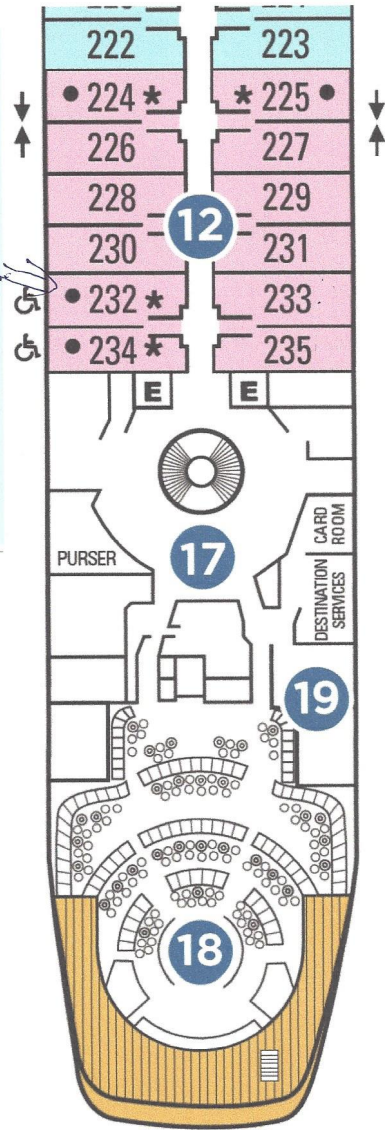 222 223
● 224 * * 225 ●
226 227
228 229
12
230 231
● 232 * 233
● 234 * 235
E E
17
PURSER
CARD
ROOM
DESTINATION
SERVICES
19
18